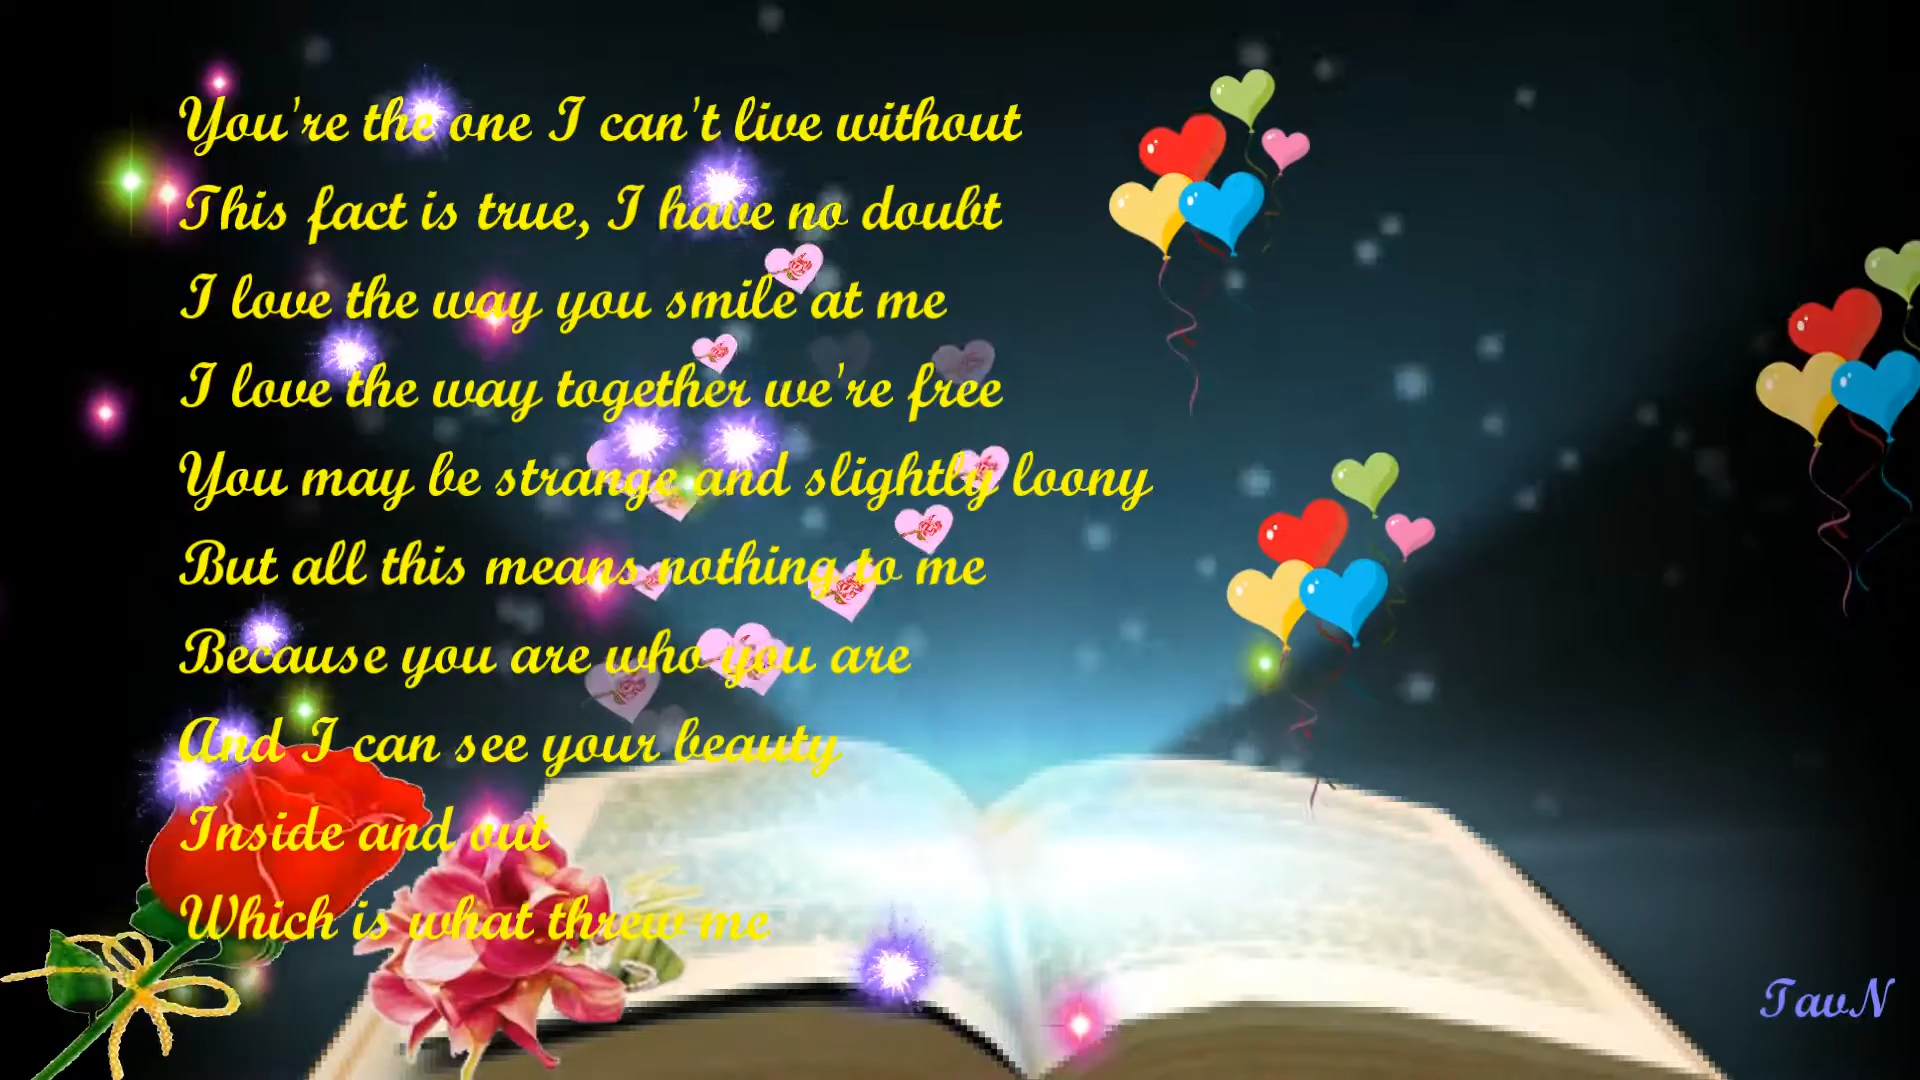 You're the one I can't live without
This fact is true, I have no doubt
I love the way you smile at me
I love the way together we're free
You may be strange and slightly loony
But all this means nothing to me
Because you are who you are
And I can see your beauty
Inside and out
Which is what threw me
TavN